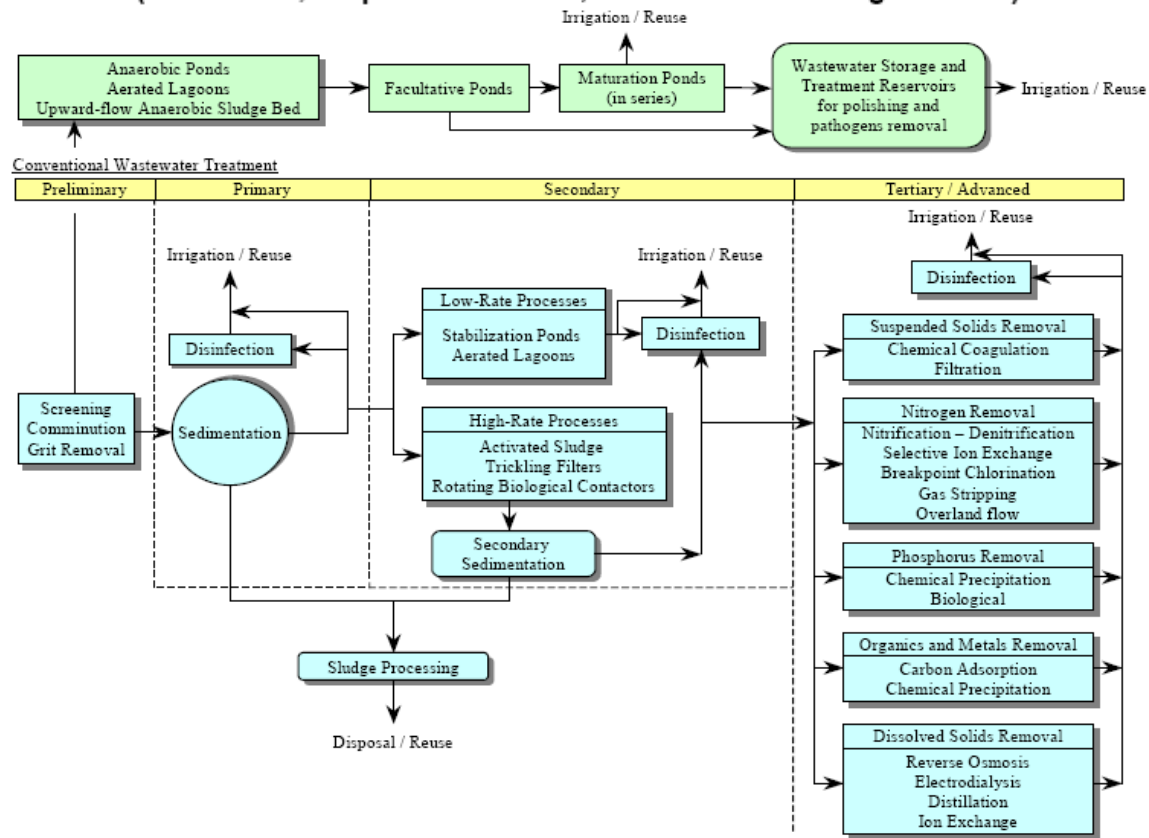 Irrigation / Reuse
Anaerobic Ponds
Aerated Lagoons
Upward-flow Anaerobic Sludge Bed
Facultative Ponds
Maturation Ponds
(in series)
Wastewater Storage and
Treatment Reservoirs
for polishing and
pathogens removal
Irrigation / Reuse
Conventional Wastewater Treatment
Preliminary
Primary
Secondary
Tertiary / Advanced
Screening
Comminution
Grit Removal
Irrigation / Reuse
Disinfection
Sedimentation
Low-Rate Processes
Stabilization Ponds
Aerated Lagoons
High-Rate Processes
Activated Sludge
Trickling Filters
Rotating Biological Contactors
Secondary
Sedimentation
Irrigation / Reuse
Disinfection
Sludge Processing
Disposal / Reuse
Irrigation / Reuse
Disinfection
Suspended Solids Removal
Chemical Coagulation
Filtration
Nitrogen Removal
Nitrification – Denitrification
Selective Ion Exchange
Breakpoint Chlorination
Gas Stripping
Overland flow
Phosphorus Removal
Chemical Precipitation
Biological
Organics and Metals Removal
Carbon Adsorption
Chemical Precipitation
Dissolved Solids Removal
Reverse Osmosis
Electrodialysis
Distillation
Ion Exchange